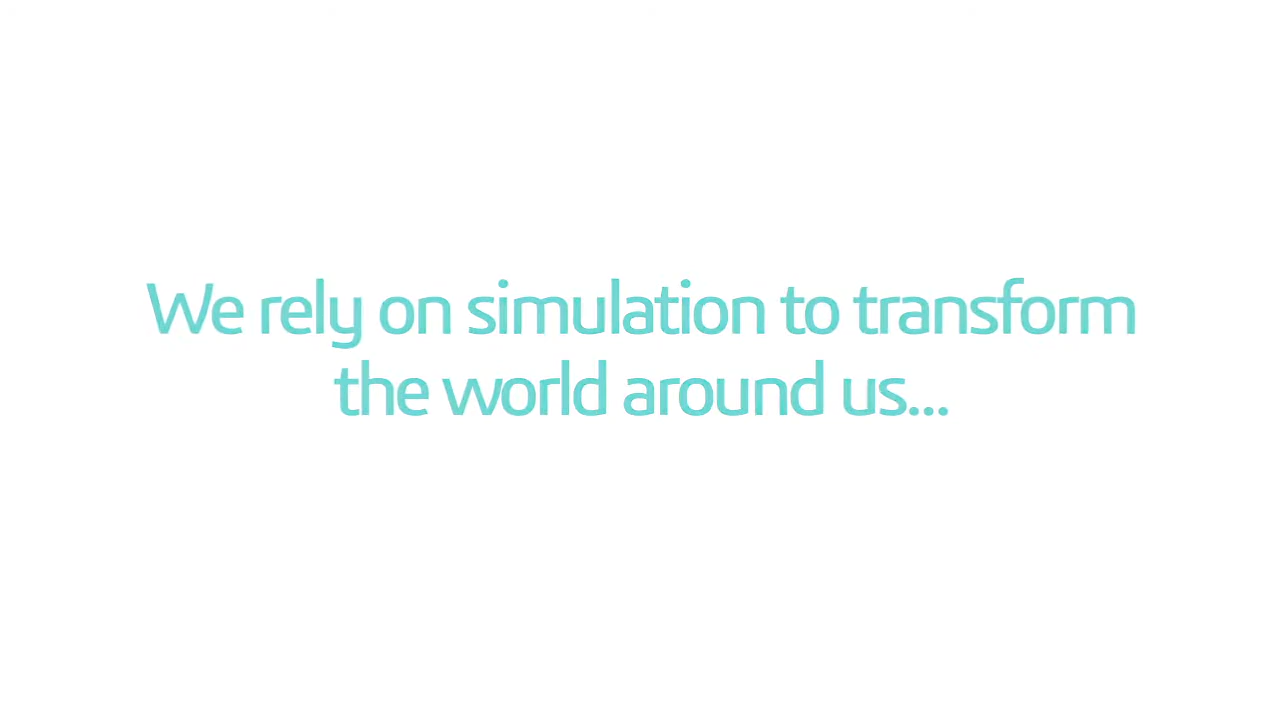 We rely on simulation to transform
the world around us...